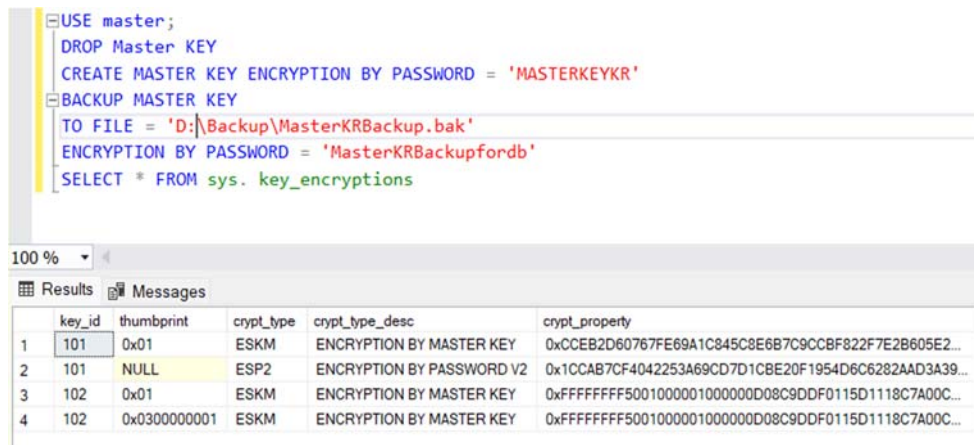 USE master;
DROP Master KEY
CREATE MASTER KEY ENCRYPTION BY PASSWORD = 'MASTERKEYKR'
BACKUP MASTER KEY
TO FILE = 'D:\Backup\MasterKRBackup.bak'
ENCRYPTION BY PASSWORD = 'MasterKRBackupfordb'
SELECT * FROM sys. key_encryptions
100 %
Results Messages
key_id thumbprint crypt_type crypt_type_desc crypt_property
1 101 0x01 ESKM ENCRYPTION BY MASTER KEY 0xCCEB2D60767FE69A1C845C8E6B7C9CCBF822F7E2B605E2...
2 101 NULL ESP2 ENCRYPTION BY PASSWORD V2 0x1CCAB7CF4042253A69CD7D1CBE20F1954D6C6282AAD3A39...
3 102 0x01 ESKM ENCRYPTION BY MASTER KEY 0xFFFFFFFF5001000001000000D08C9DDF0115D1118C7A00C...
4 102 0x0300000001 ESKM ENCRYPTION BY MASTER KEY 0xFFFFFFFF5001000001000000D08C9DDF0115D1118C7A00C...